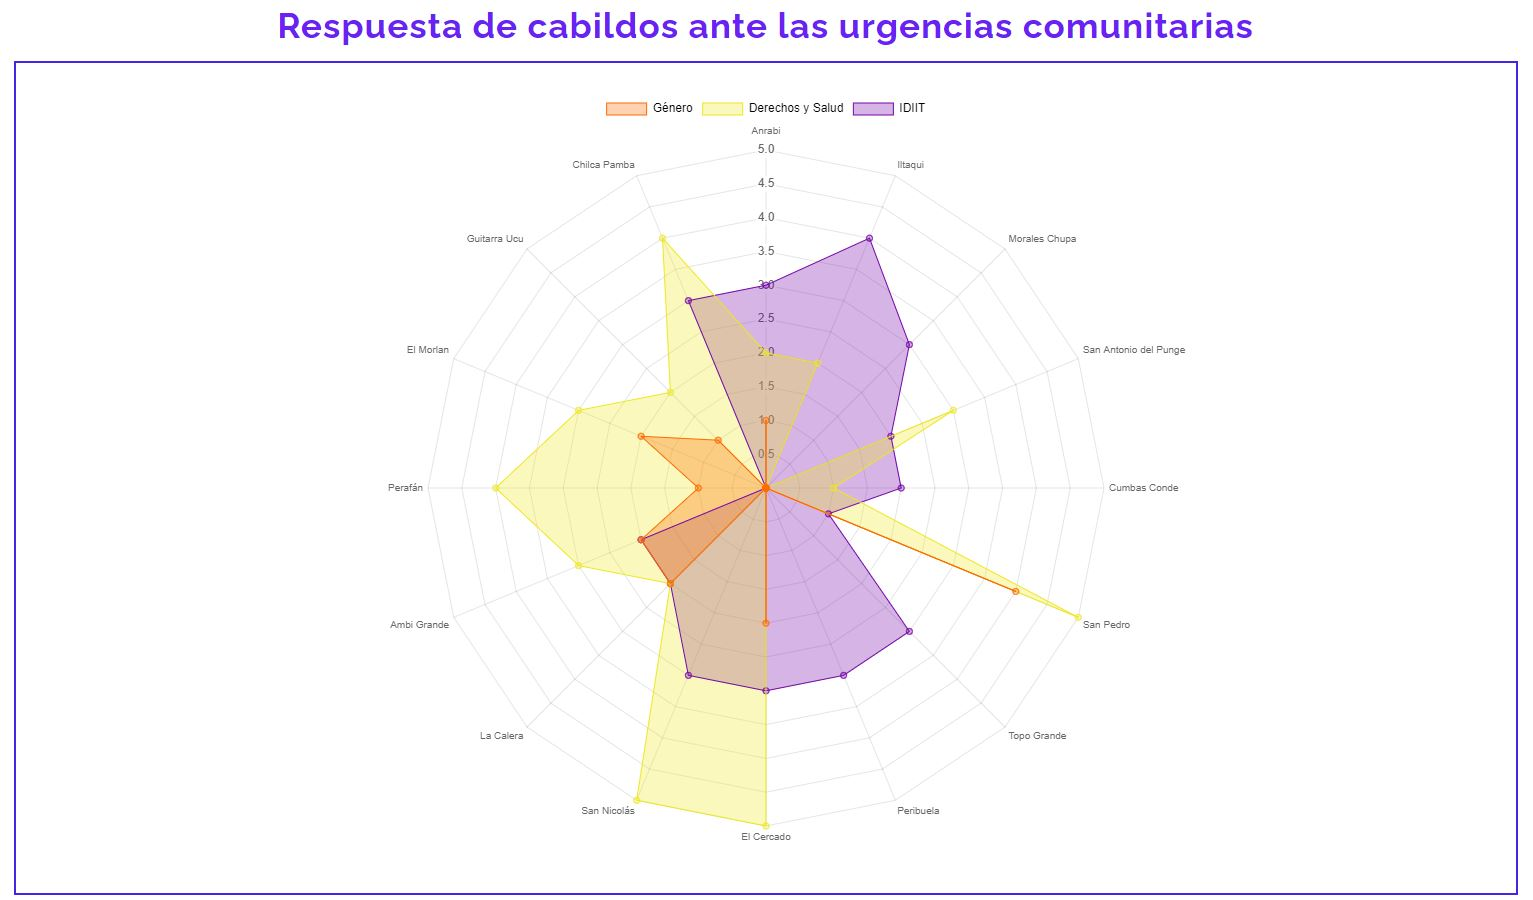 Respuesta de cabildos ante las urgencias comunitarias
Género Derechos y Salud IDIIT
Anrabi
5.0
Chilca Pamba
Iltaqui
4.5
4.0
Guitarra Ucu
Morales Chupa
3.5
3.0
2.5
El Morlan
2.0
San Antonio del Punge
1.5
1.0
0.5
Perafán
Cumbas Conde
Ambi Grande
San Pedro
La Calera
Topo Grande
San Nicolás
Peribuela
El Cercado